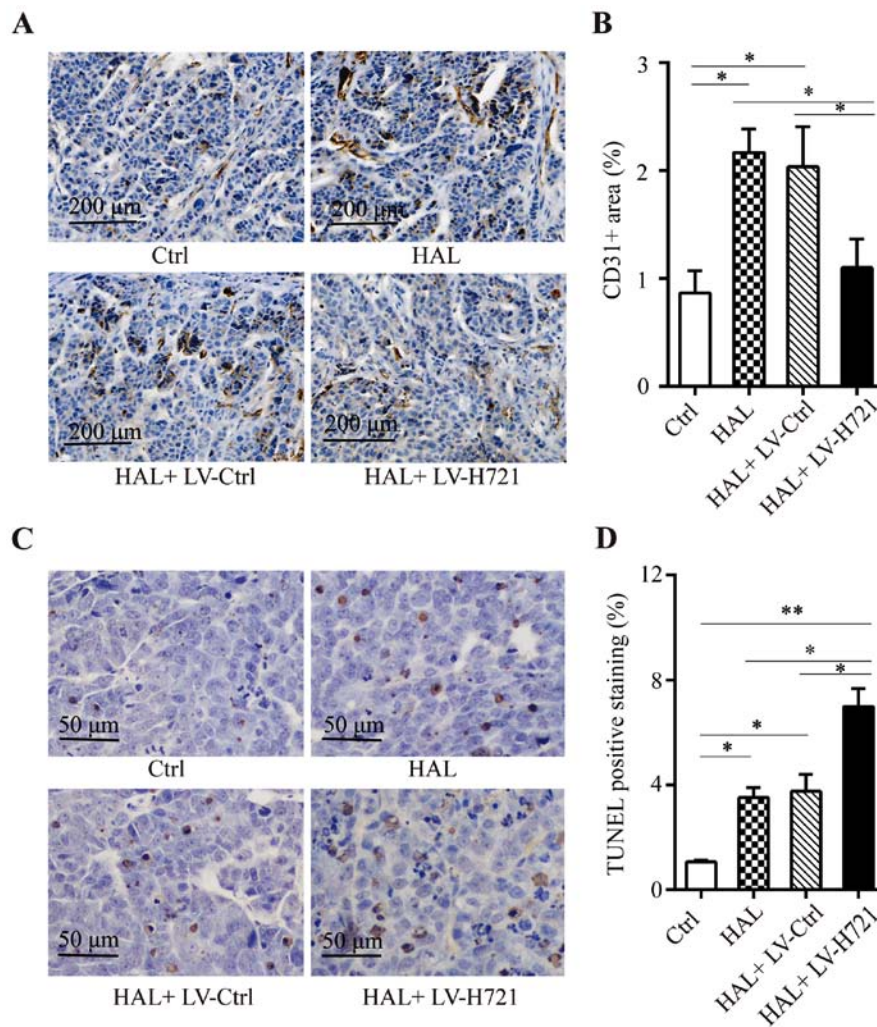 A
200 μm
Ctrl
200 μm
HAL
200 μm
HAL+ LV-Ctrl
200 μm
HAL+ LV-H721
B
CD31+ area (%)
3
2
1
0
*
*
*
*
Ctrl
HAL
HAL+ LV-Ctrl
HAL+ LV-H721
C
50 μm
Ctrl
50 μm
HAL
50 μm
HAL+ LV-Ctrl
50 μm
HAL+ LV-H721
D
TUNEL positive staining (%)
12
8
4
0
**
*
*
*
*
Ctrl
HAL
HAL+ LV-Ctrl
HAL+ LV-H721